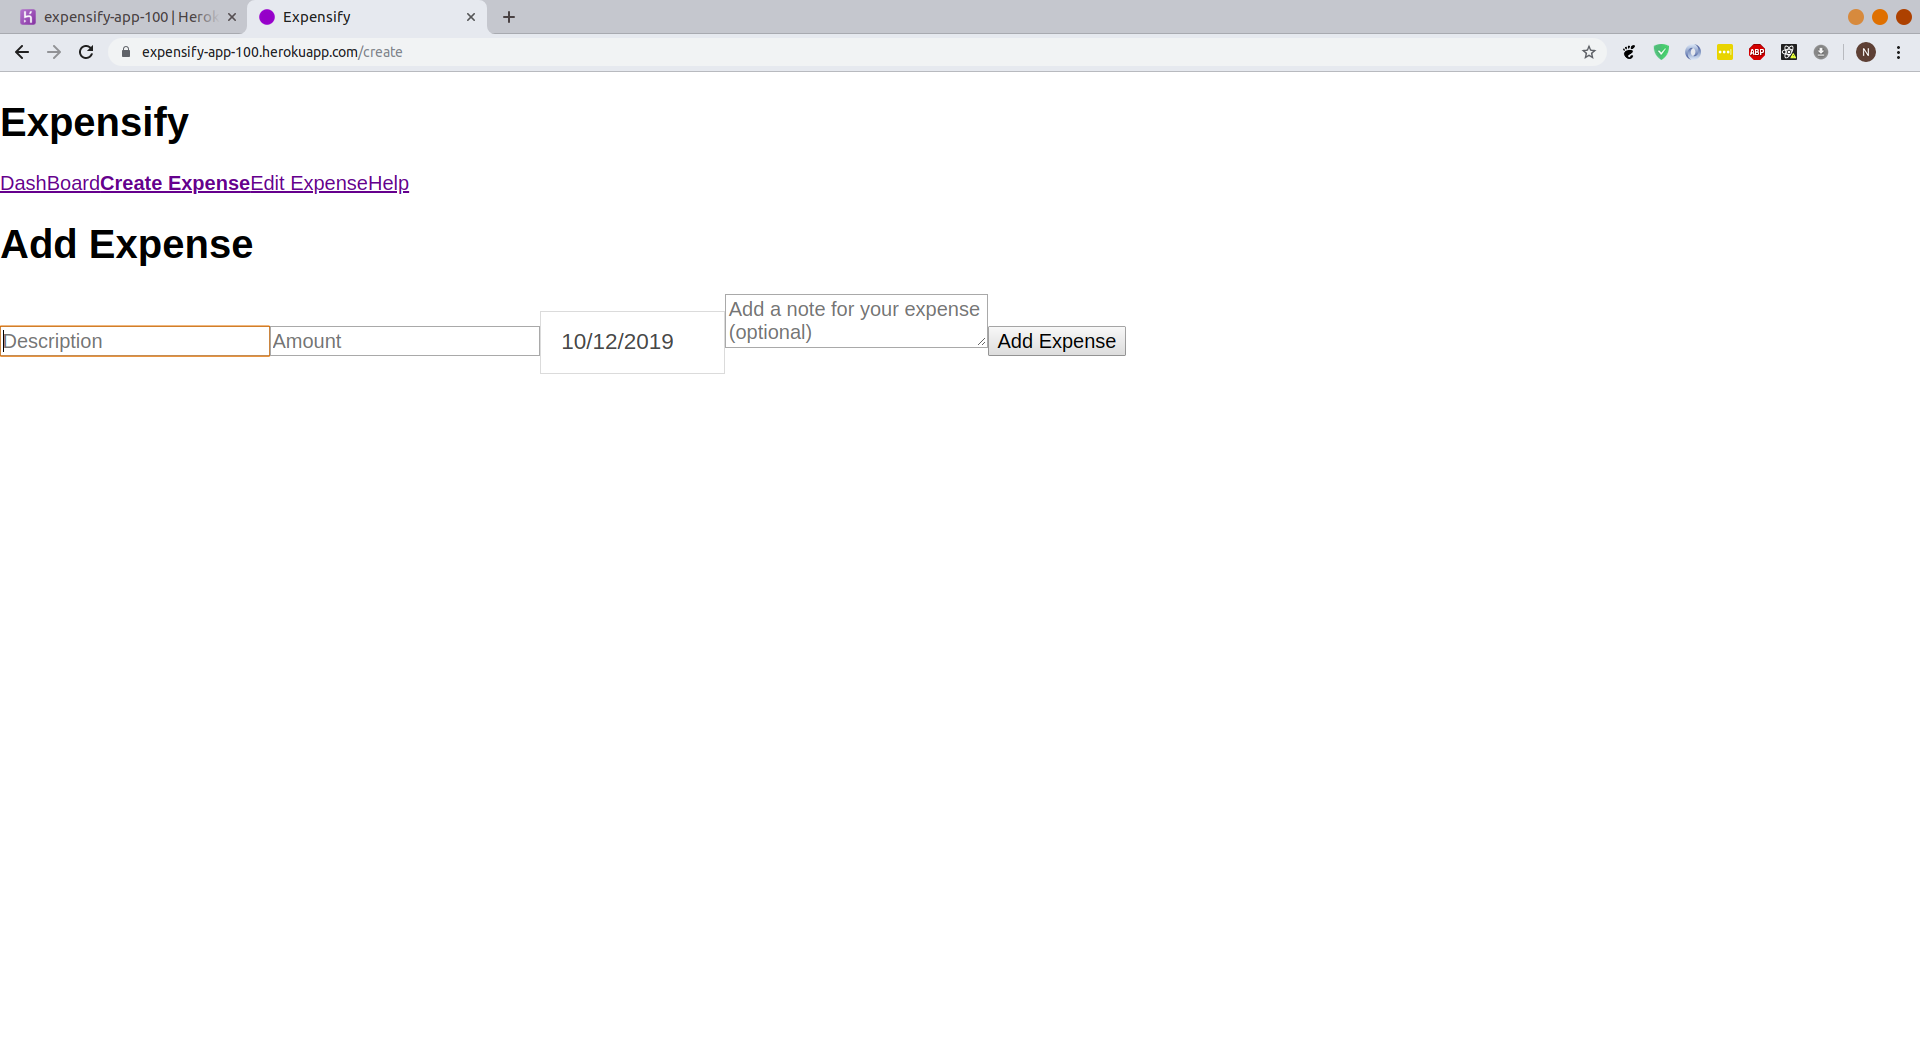 expensify-app-100 | Herok
Expensify
expensify-app-100.herokuapp.com/create
ABP
N
Expensify
DashBoardCreate ExpenseEdit ExpenseHelp
Add Expense
Description
Amount
10/12/2019
Add a note for your expense
(optional)
Add Expense